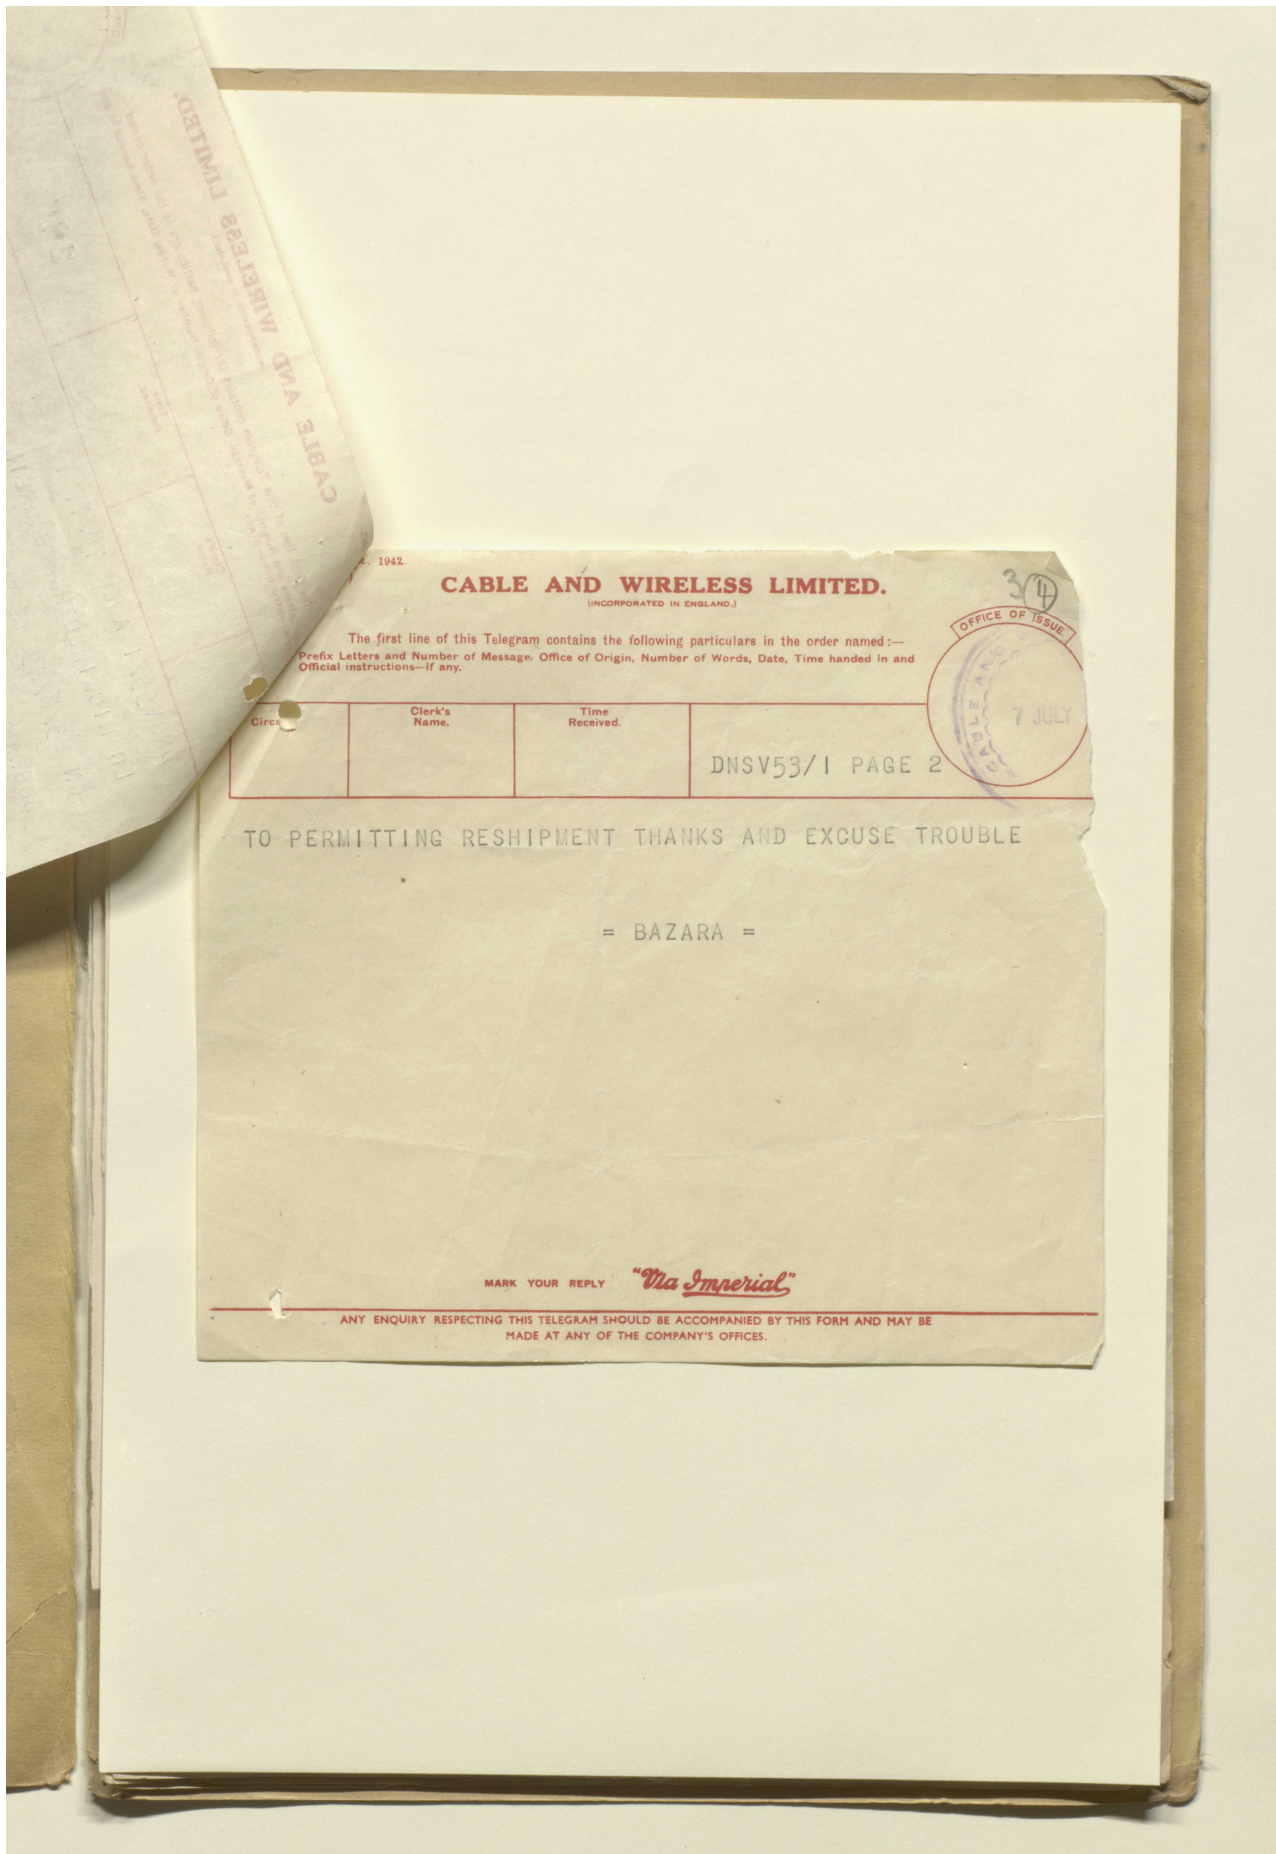 1942
CABLE AND WIRELESS LIMITED.
(INCORPORATED IN ENGLAND.)
3 4
OFFICE OF ISSUE
The first line of this Telegram contains the following particulars in the order named :—
Prefix Letters and Number of Message, Office of Origin, Number of Words, Date, Time handed in and
Official instructions—if any.
Clerk's
Name.
Time
Received.
CABLE AND
7 JULY
DNSV53/1 PAGE 2
TO PERMITTING RESHIPMENT THANKS AND EXCUSE TROUBLE
= BAZARA =
MARK YOUR REPLY "Via Imperial"
ANY ENQUIRY RESPECTING THIS TELEGRAM SHOULD BE ACCOMPANIED BY THIS FORM AND MAY BE
MADE AT ANY OF THE COMPANY'S OFFICES.
CABLE AND WIRELESS LIMITED.